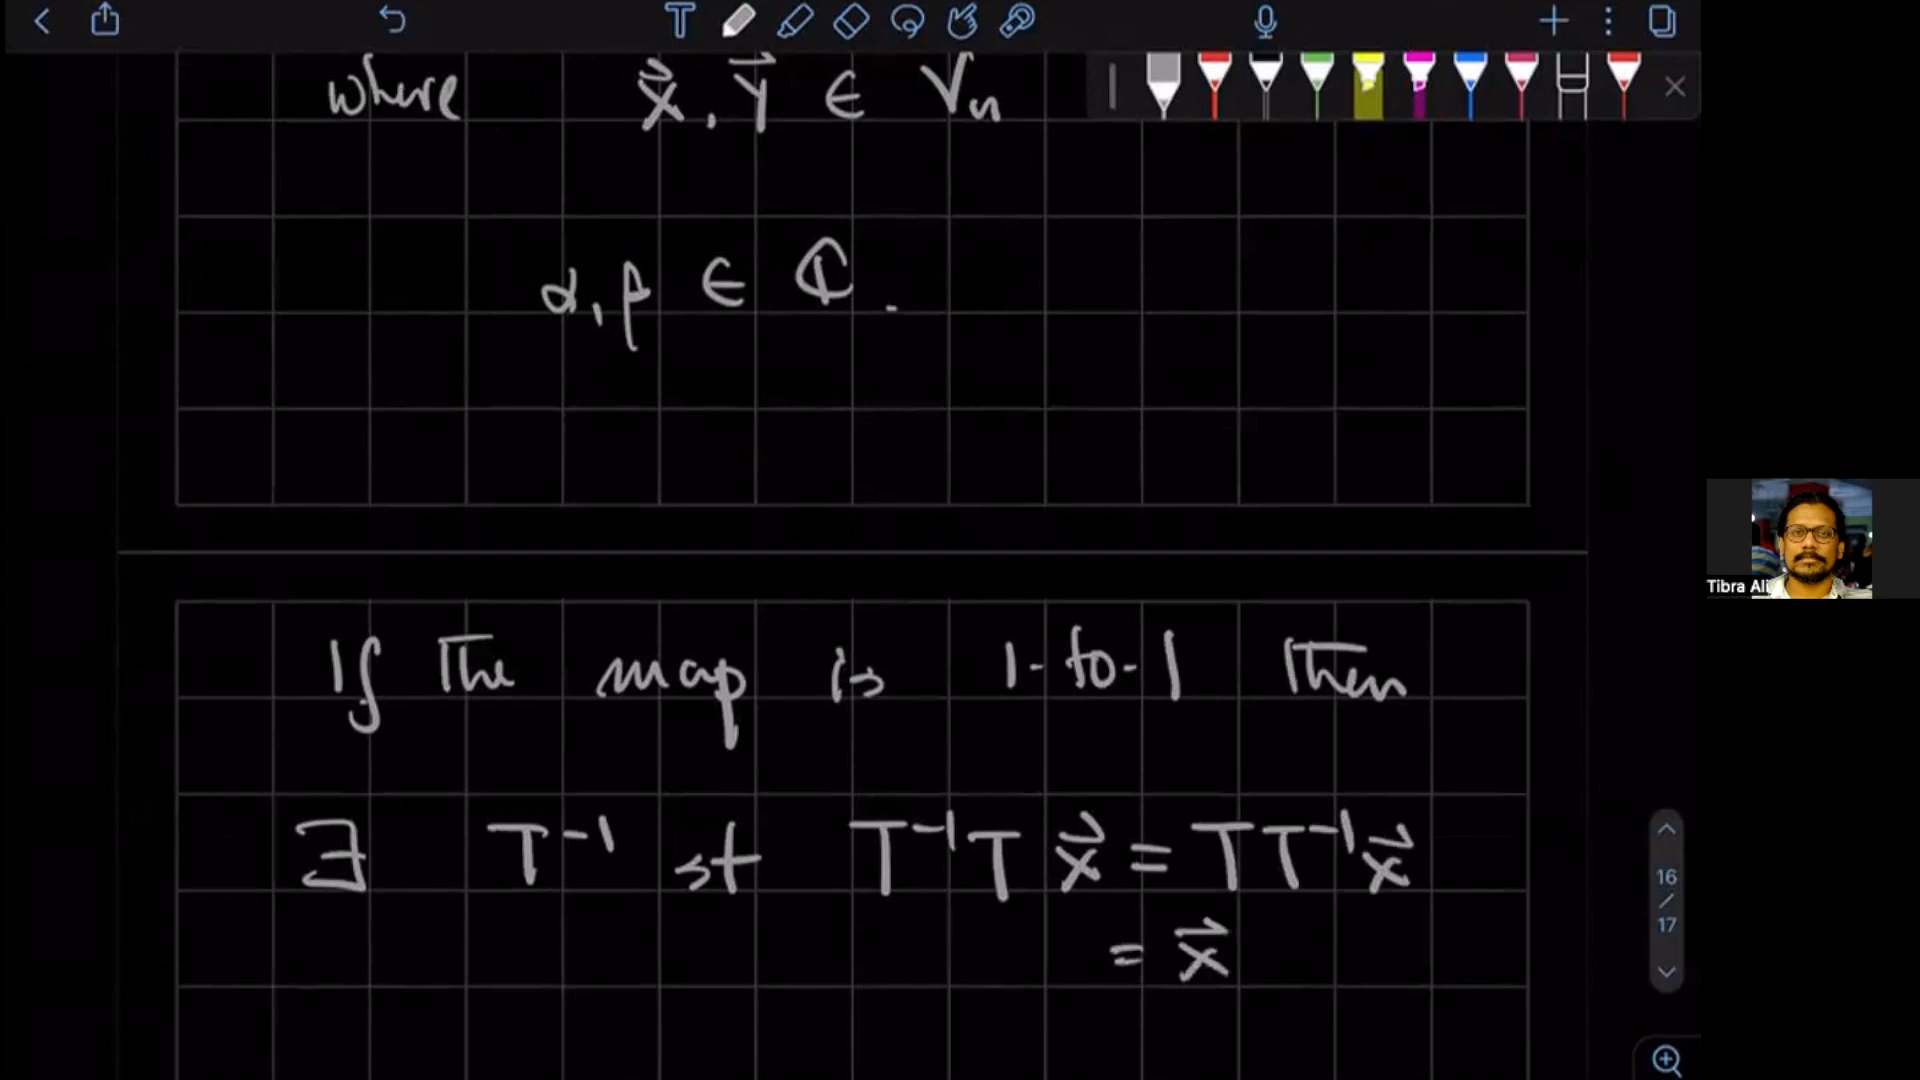 where x⃗, y⃗ ∈ Vₙ
α, β ∈ ℂ.
If the map is 1-to-1 then
∃ T⁻¹ st T⁻¹T x⃗ = TT⁻¹x⃗
= x⃗
16
/
17
Tibra Ali